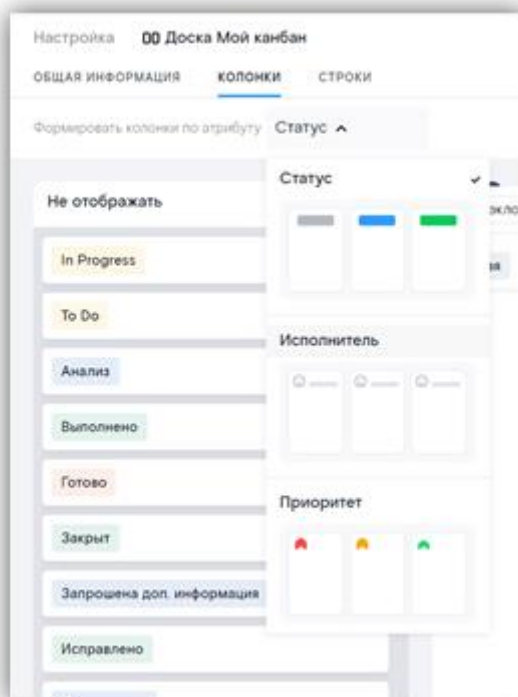 Настройка Доска Мой канбан
ОБЩАЯ ИНФОРМАЦИЯ КОЛОНКИ СТРОКИ
Формировать колонки по атрибуту Статус
Статус
Не отображать
In Progress
To Do
Исполнитель
Анализ
Выполнено
Готово
Приоритет
Закрыт
Запрошена доп. информация
Исправлено